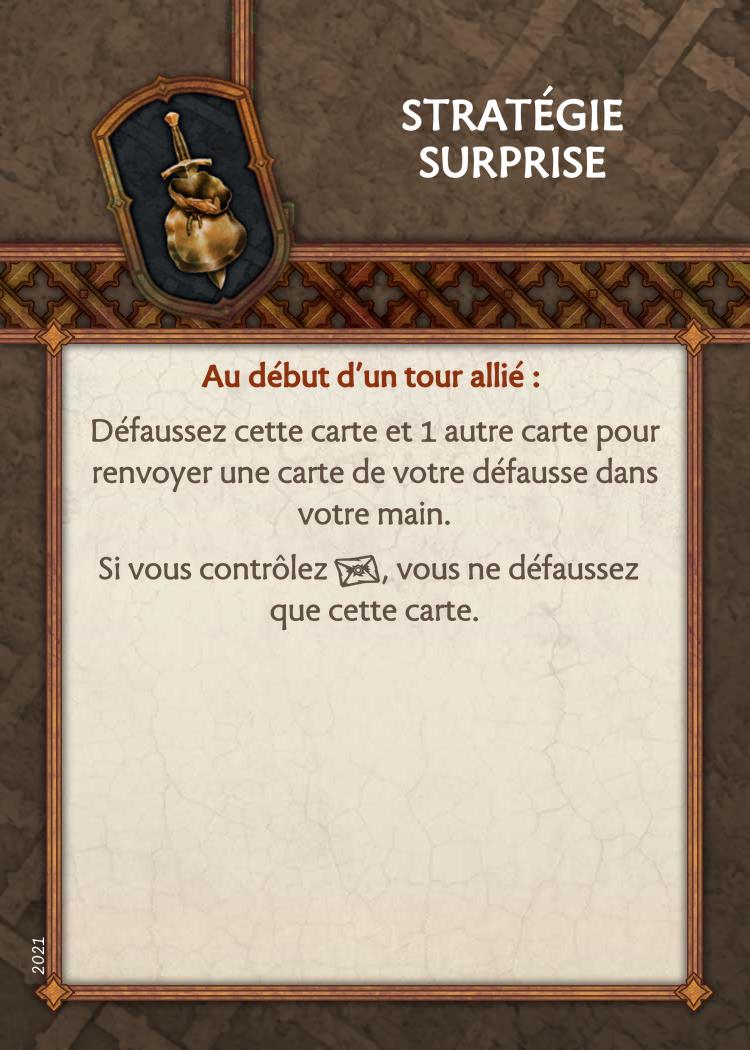 STRATÉGIE
SURPRISE
Au début d'un tour allié :
Défaussez cette carte et 1 autre carte pour
renvoyer une carte de votre défausse dans
votre main.
Si vous contrôlez , vous ne défaussez
que cette carte.
2021